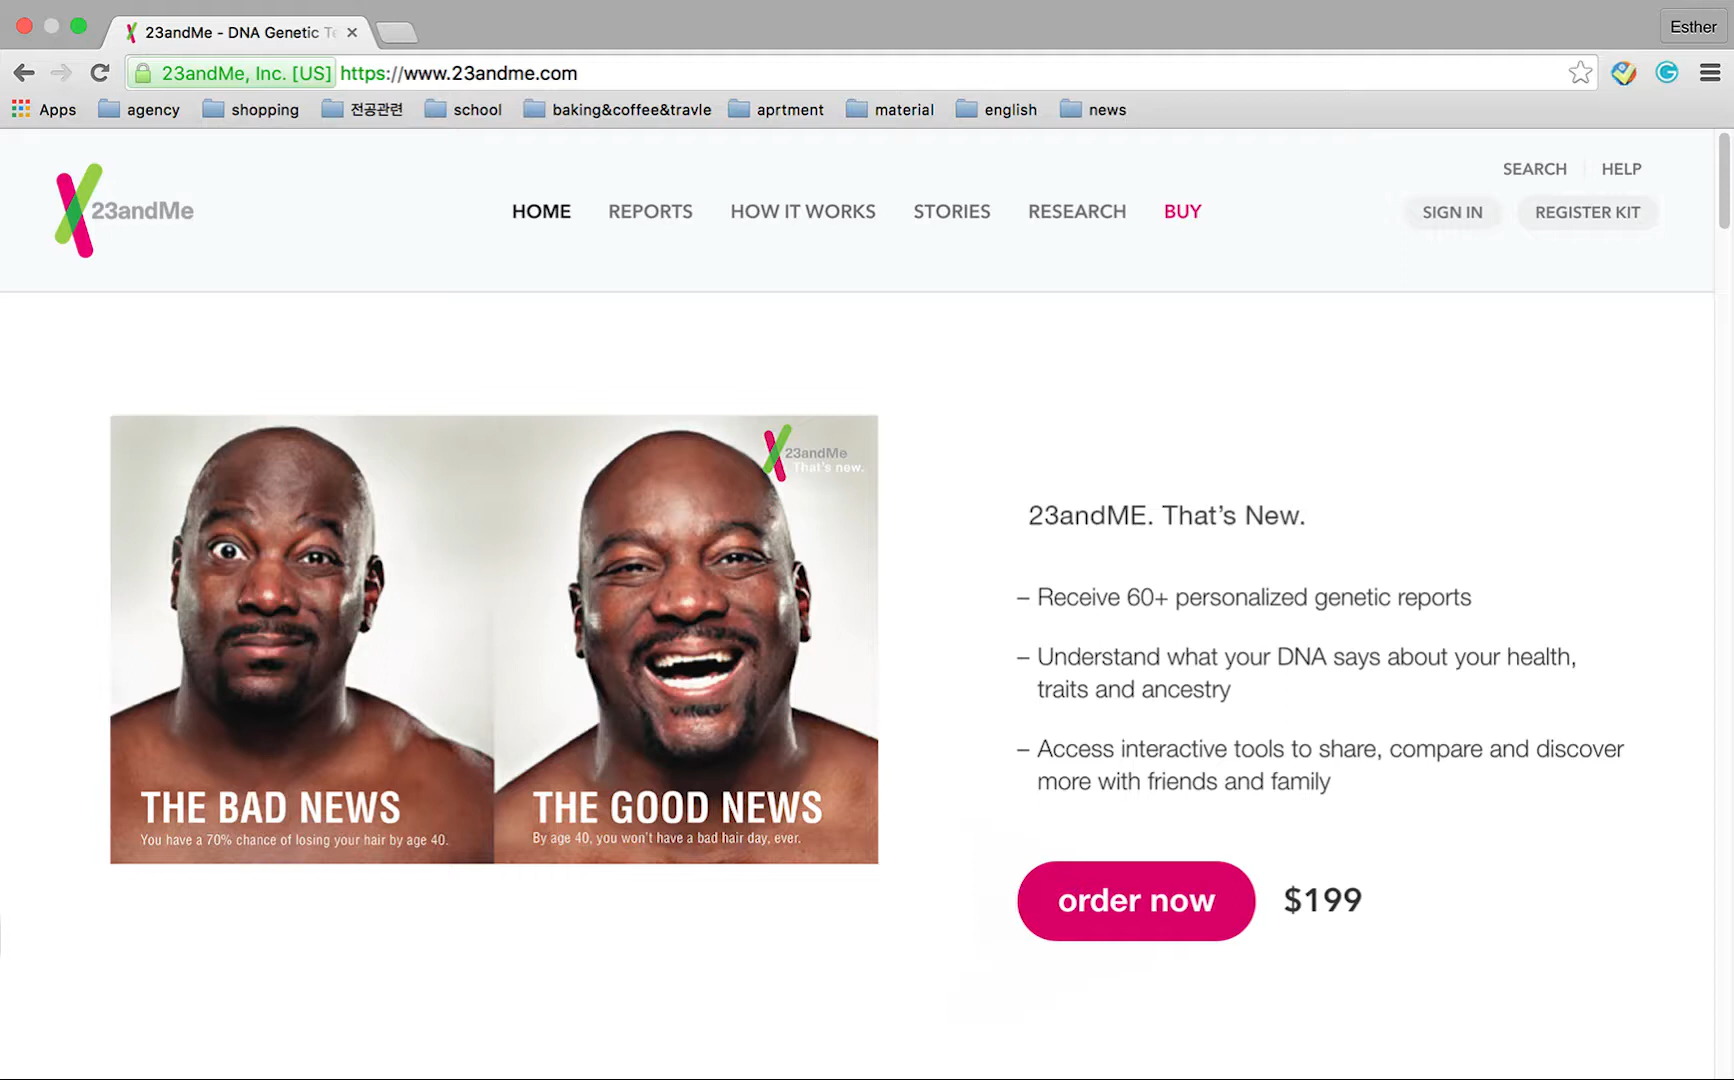 23andMe - DNA Genetic Te
Esther
23andMe, Inc. [US] https://www.23andme.com
Apps agency shopping 전공관련 school baking&coffee&travle aprtment material english news
SEARCH HELP
23andMe
HOME REPORTS HOW IT WORKS STORIES RESEARCH BUY
SIGN IN REGISTER KIT
23andMe
That's new.
THE BAD NEWS
You have a 70% chance of losing your hair by age 40.
THE GOOD NEWS
By age 40, you won't have a bad hair day, ever.
23andME. That's New.
– Receive 60+ personalized genetic reports
– Understand what your DNA says about your health,
traits and ancestry
– Access interactive tools to share, compare and discover
more with friends and family
order now $199